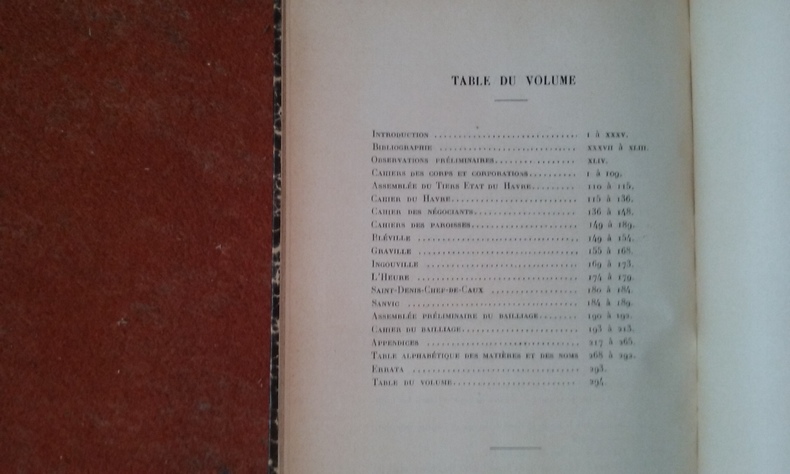 TABLE DU VOLUME
Introduction ........ i à xxxv.
Bibliographie ........ xxxvii à xliii.
Observations préliminaires ........ xliv.
Cahiers des corps et corporations ........ 1 à 109.
Assemblée du Tiers Etat du Havre ........ 110 à 115.
Cahier du Havre ........ 115 à 136.
Cahier des négociants ........ 136 à 148.
Cahiers des paroisses ........ 149 à 189.
Bléville ........ 149 à 154.
Graville ........ 155 à 168.
Ingouville ........ 169 à 173.
L'Heure ........ 174 à 179.
Saint-Denis-Chef-de-Caux ........ 180 à 184.
Sanvic ........ 184 à 189.
Assemblée préliminaire du bailliage ........ 190 à 192.
Cahier du bailliage ........ 193 à 213.
Appendices ........ 217 à 265.
Table alphabétique des matières et des noms 268 à 292.
Errata ........ 293.
Table du volume ........ 294.